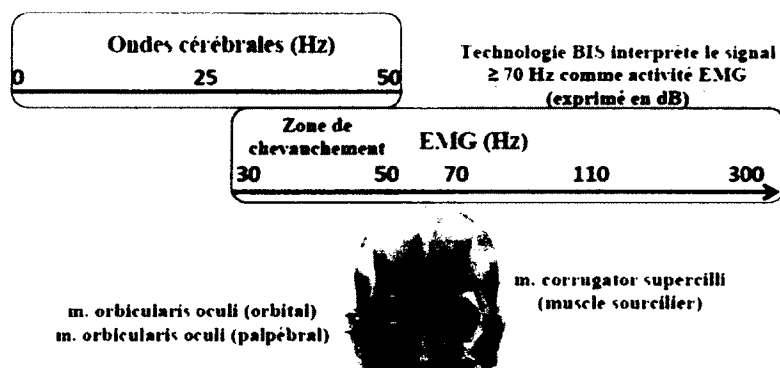 Ondes cérébrales (Hz)
0 25 50
Technologie BIS interprète le signal
≥ 70 Hz comme activité EMG
(exprimé en dB)
Zone de
chevauchement
EMG (Hz)
30 50 70 110 300
m. corrugator supercilli
(muscle sourcilier)
m. orbicularis oculi (orbital)
m. orbicularis oculi (palpébral)